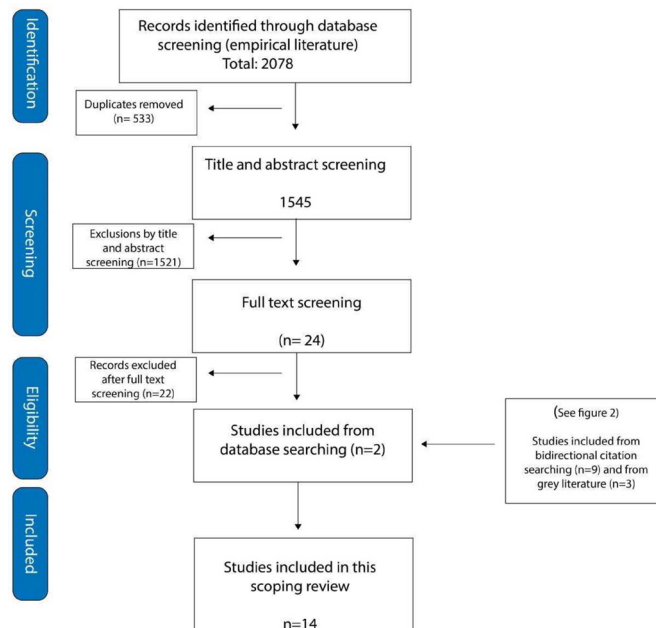 Identification
Records identified through database
screening (empirical literature)
Total: 2078
Duplicates removed
(n= 533)
Screening
Title and abstract screening
1545
Exclusions by title
and abstract
screening (n=1521)
Full text screening
(n= 24)
Eligibility
Records excluded
after full text
screening (n=22)
Studies included from
database searching (n=2)
(See figure 2)
Studies included from
bidirectional citation
searching (n=9) and from
grey literature (n=3)
Included
Studies included in this
scoping review
n=14